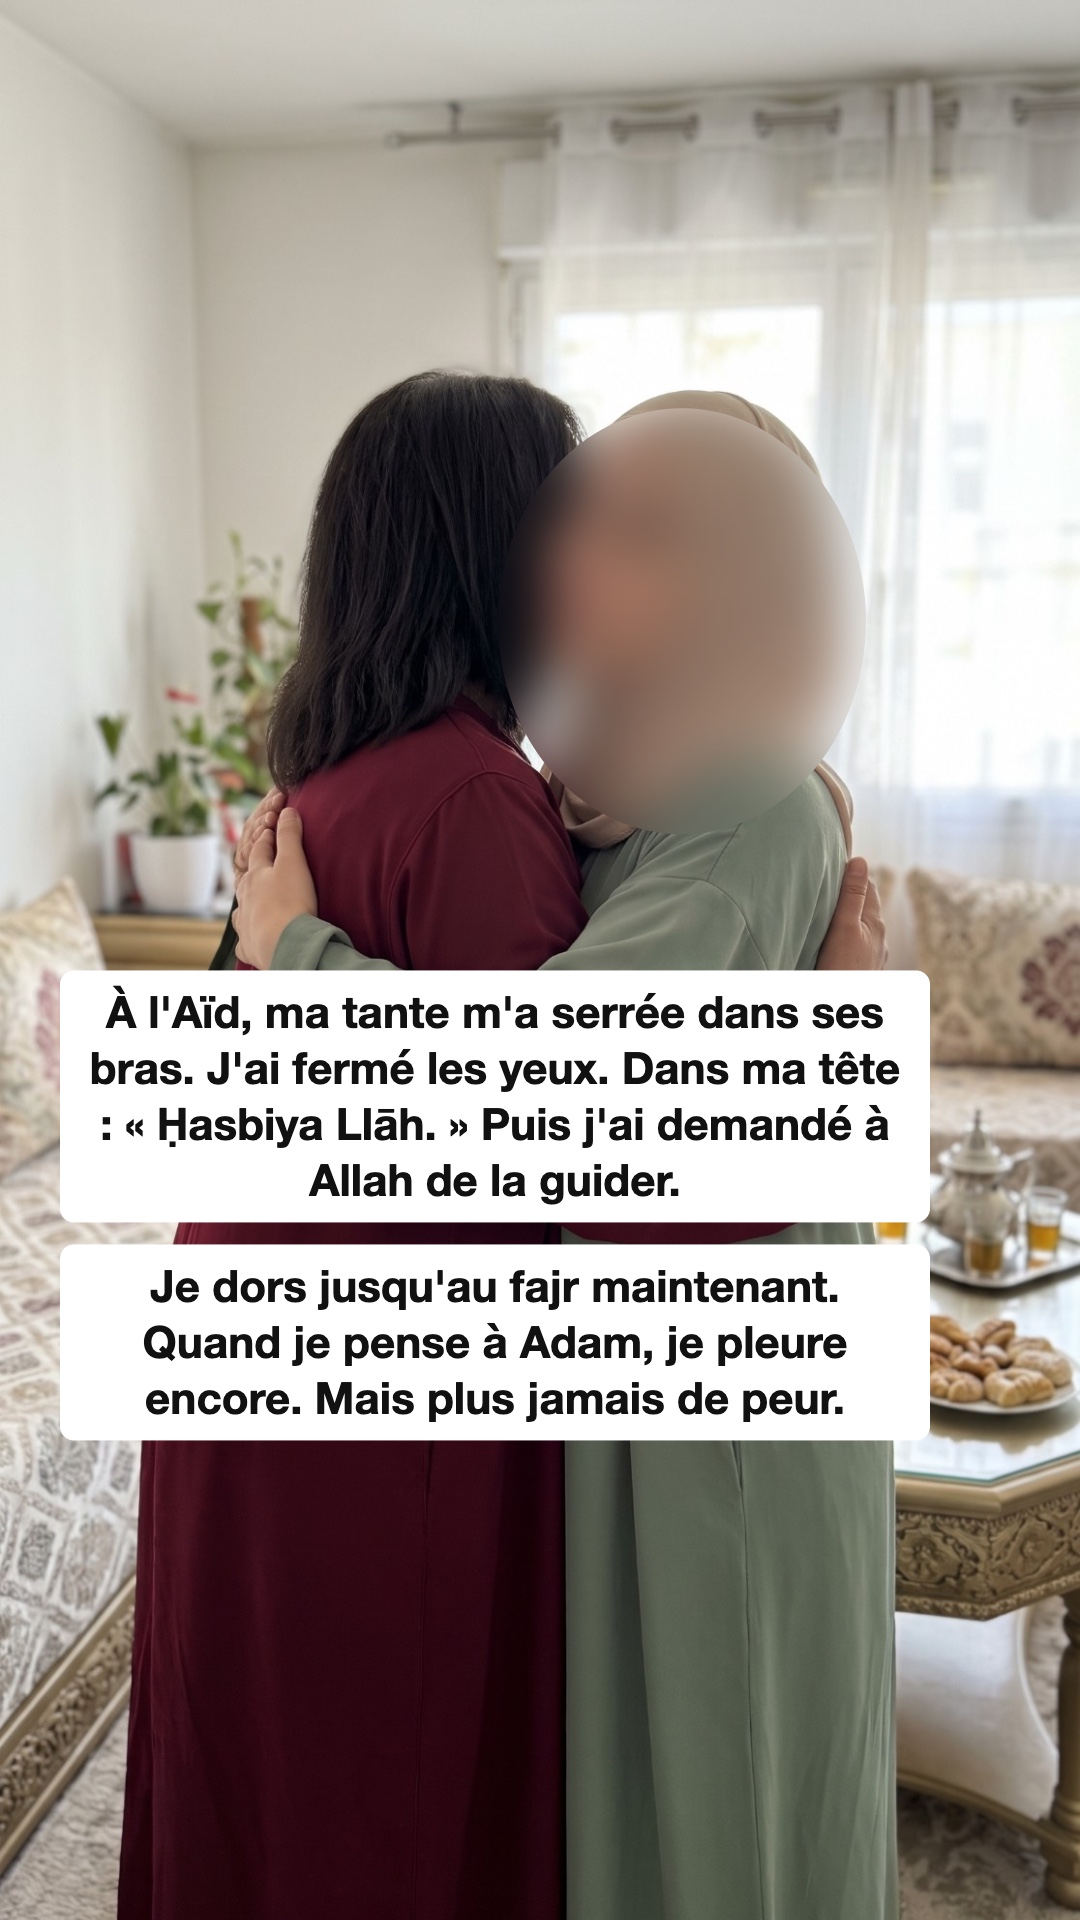 À l'Aïd, ma tante m'a serrée dans ses
bras. J'ai fermé les yeux. Dans ma tête
: « Ḥasbiya Llāh. » Puis j'ai demandé à
Allah de la guider.
Je dors jusqu'au fajr maintenant.
Quand je pense à Adam, je pleure
encore. Mais plus jamais de peur.